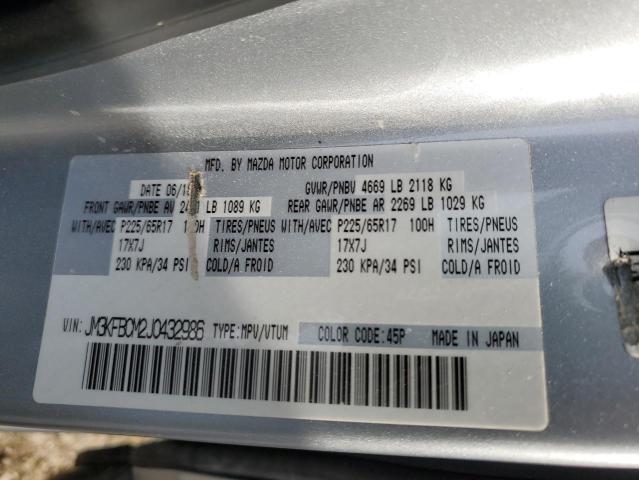 MFD. BY MAZDA MOTOR CORPORATION
DATE GVWR/PNBV 4669 LB 2118 KG
FRONT GAWR/PNBE AV LB 1089 KG REAR GAWR/PNBE AR 2269 LB 1029 KG
WITH/AVEC P225/65R17 100H TIRES/PNEUS WITH/AVEC P225/65R17 100H TIRES/PNEUS
17X7J RIMS/JANTES 17X7J RIMS/JANTES
230 KPA/34 PSI COLD/A FROID 230 KPA/34 PSI COLD/A FROID
VIN: JM3KFBCM2J0432986 TYPE:MPV/VTUM COLOR CODE:45P MADE IN JAPAN